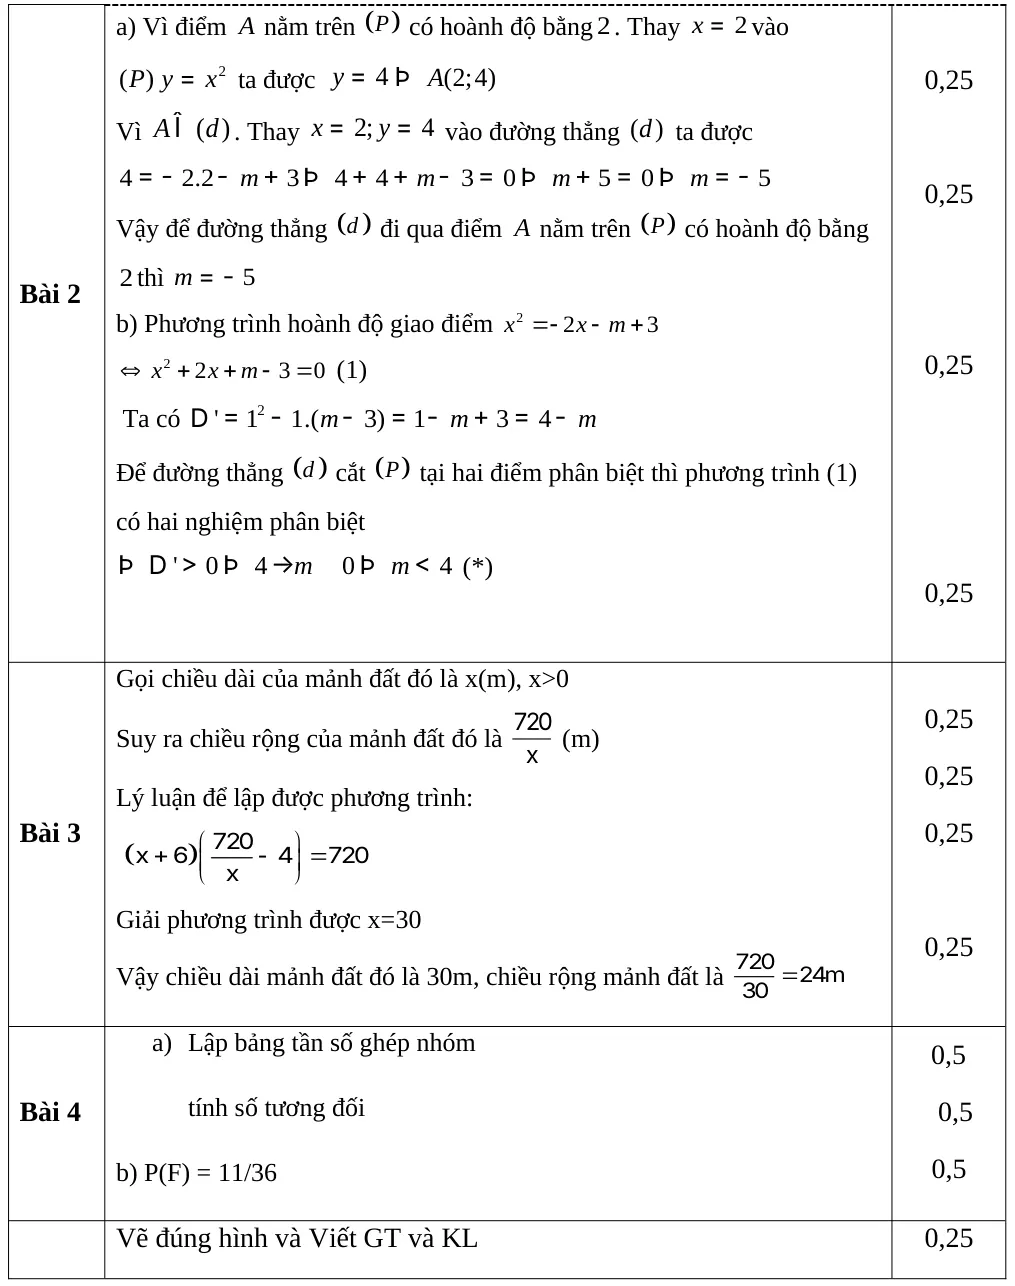 a) Vì điểm A nằm trên (P) có hoành độ bằng 2. Thay x = 2 vào
(P) y = x² ta được y = 4 Þ A(2;4)
0,25
Vì A Î (d). Thay x = 2; y = 4 vào đường thẳng (d) ta được
4 = − 2.2 − m + 3 Þ 4 + 4 + m − 3 = 0 Þ m + 5 = 0 Þ m = − 5
0,25
Vậy để đường thẳng (d) đi qua điểm A nằm trên (P) có hoành độ bằng
2 thì m = − 5
Bài 2
b) Phương trình hoành độ giao điểm x² = − 2x − m + 3
⇔ x² + 2x + m − 3 = 0 (1)
0,25
Ta có D ' = 1² − 1.(m − 3) = 1 − m + 3 = 4 − m
Để đường thẳng (d) cắt (P) tại hai điểm phân biệt thì phương trình (1)
có hai nghiệm phân biệt
Þ D ' > 0 Þ 4 → m 0 Þ m < 4 (*)
0,25
Gọi chiều dài của mảnh đất đó là x(m), x>0
0,25
Suy ra chiều rộng của mảnh đất đó là 720/x (m)
0,25
Lý luận để lập được phương trình:
Bài 3
0,25
(x + 6)(720/x − 4) = 720
Giải phương trình được x=30
0,25
Vậy chiều dài mảnh đất đó là 30m, chiều rộng mảnh đất là 720/30 = 24m
a) Lập bảng tần số ghép nhóm
0,5
Bài 4
tính số tương đối
0,5
b) P(F) = 11/36
0,5
Vẽ đúng hình và Viết GT và KL
0,25